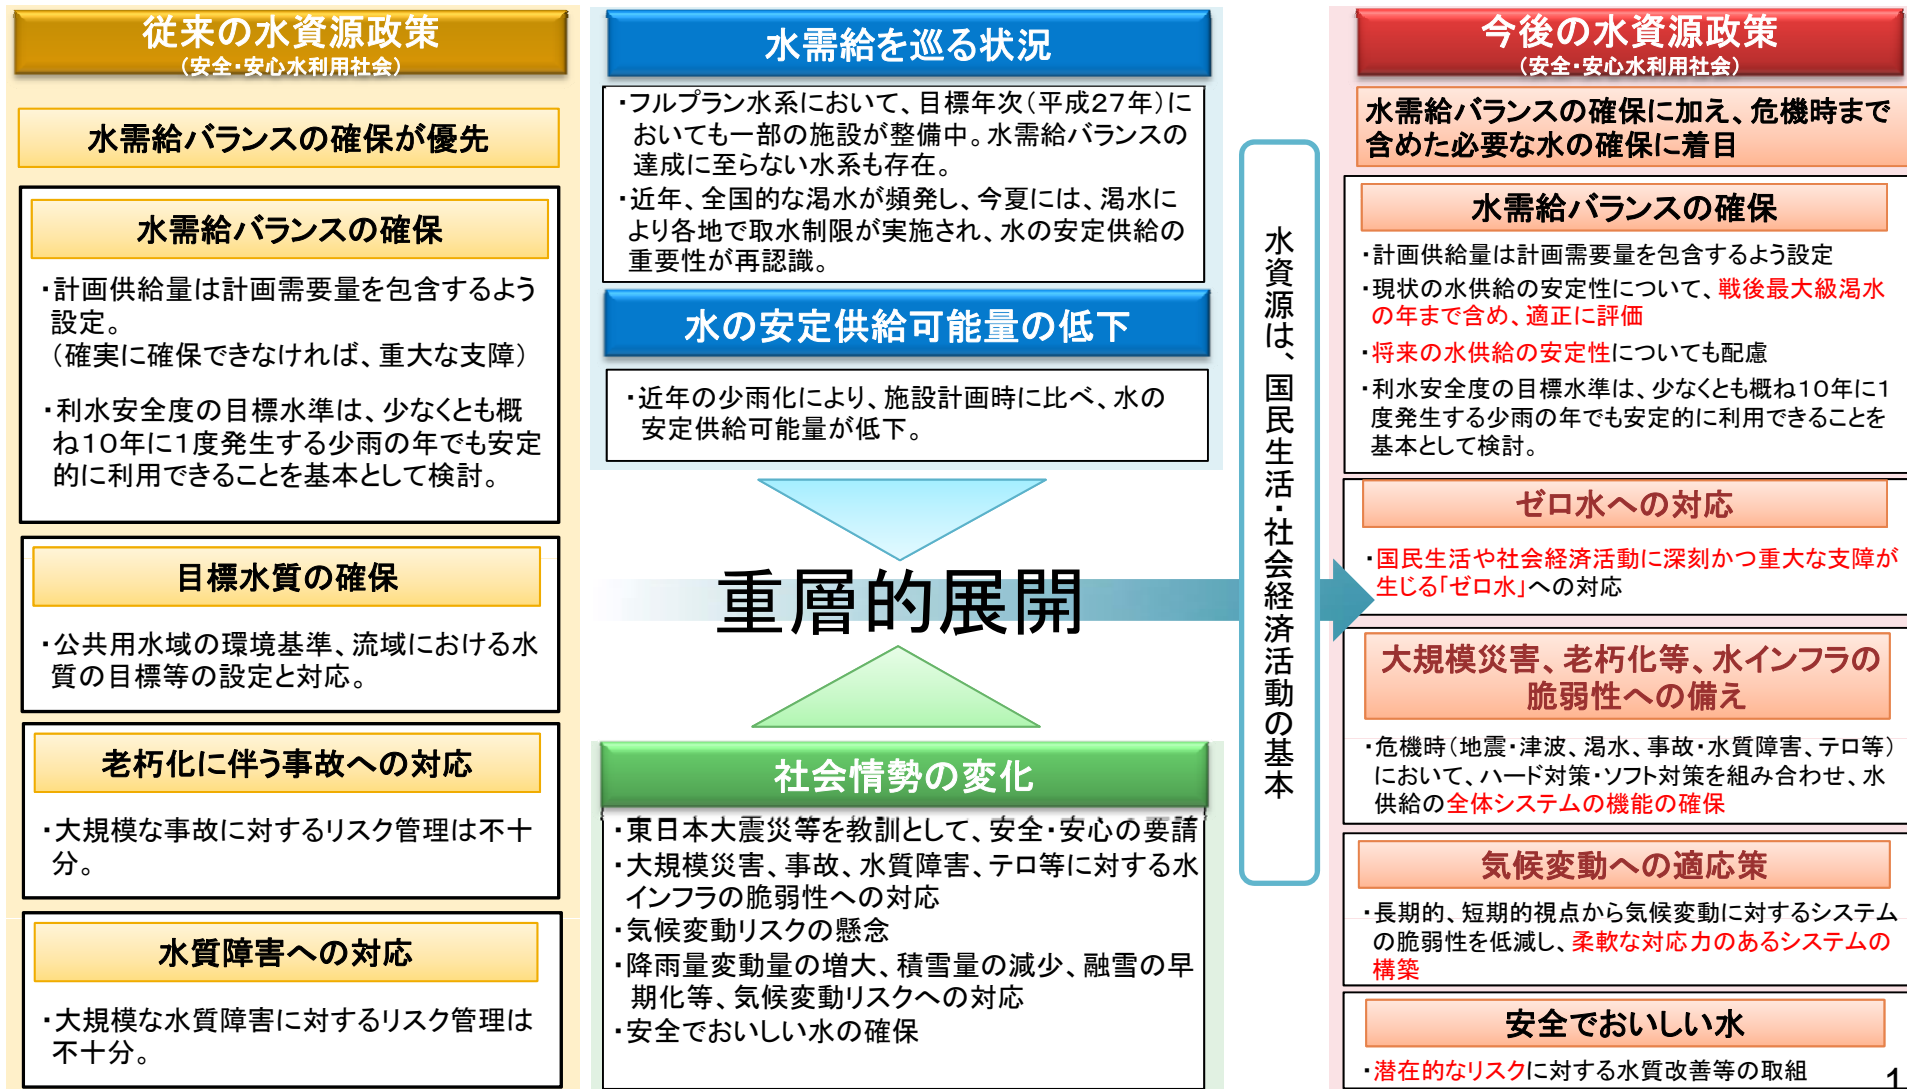 従来の水資源政策
(安全・安心水利用社会)
水需給バランスの確保が優先
水需給バランスの確保
・計画供給量は計画需要量を包含するよう
設定。
(確実に確保できなければ、重大な支障)
・利水安全度の目標水準は、少なくとも概
ね10年に1度発生する少雨の年でも安定
的に利用できることを基本として検討。
目標水質の確保
・公共用水域の環境基準、流域における水
質の目標等の設定と対応。
老朽化に伴う事故への対応
・大規模な事故に対するリスク管理は不十
分。
水質障害への対応
・大規模な水質障害に対するリスク管理は
不十分。
水需給を巡る状況
・フルプラン水系において、目標年次(平成27年)に
おいても一部の施設が整備中。水需給バランスの
達成に至らない水系も存在。
・近年、全国的な渇水が頻発し、今夏には、渇水に
より各地で取水制限が実施され、水の安定供給の
重要性が再認識。
水の安定供給可能量の低下
・近年の少雨化により、施設計画時に比べ、水の
安定供給可能量が低下。
重層的展開
社会情勢の変化
・東日本大震災等を教訓として、安全・安心の要請
・大規模災害、事故、水質障害、テロ等に対する水
インフラの脆弱性への対応
・気候変動リスクの懸念
・降雨量変動量の増大、積雪量の減少、融雪の早
期化等、気候変動リスクへの対応
・安全でおいしい水の確保
水資源は、国民生活・社会経済活動の基本
今後の水資源政策
(安全・安心水利用社会)
水需給バランスの確保に加え、危機時まで
含めた必要な水の確保に着目
水需給バランスの確保
・計画供給量は計画需要量を包含するよう設定
・現状の水供給の安定性について、戦後最大級渇水
の年まで含め、適正に評価
・将来の水供給の安定性についても配慮
・利水安全度の目標水準は、少なくとも概ね10年に1
度発生する少雨の年でも安定的に利用できることを
基本として検討。
ゼロ水への対応
・国民生活や社会経済活動に深刻かつ重大な支障が
生じる「ゼロ水」への対応
大規模災害、老朽化等、水インフラの
脆弱性への備え
・危機時(地震・津波、渇水、事故・水質障害、テロ等)
において、ハード対策・ソフト対策を組み合わせ、水
供給の全体システムの機能の確保
気候変動への適応策
・長期的、短期的視点から気候変動に対するシステム
の脆弱性を低減し、柔軟な対応力のあるシステムの
構築
安全でおいしい水
・潜在的なリスクに対する水質改善等の取組
1